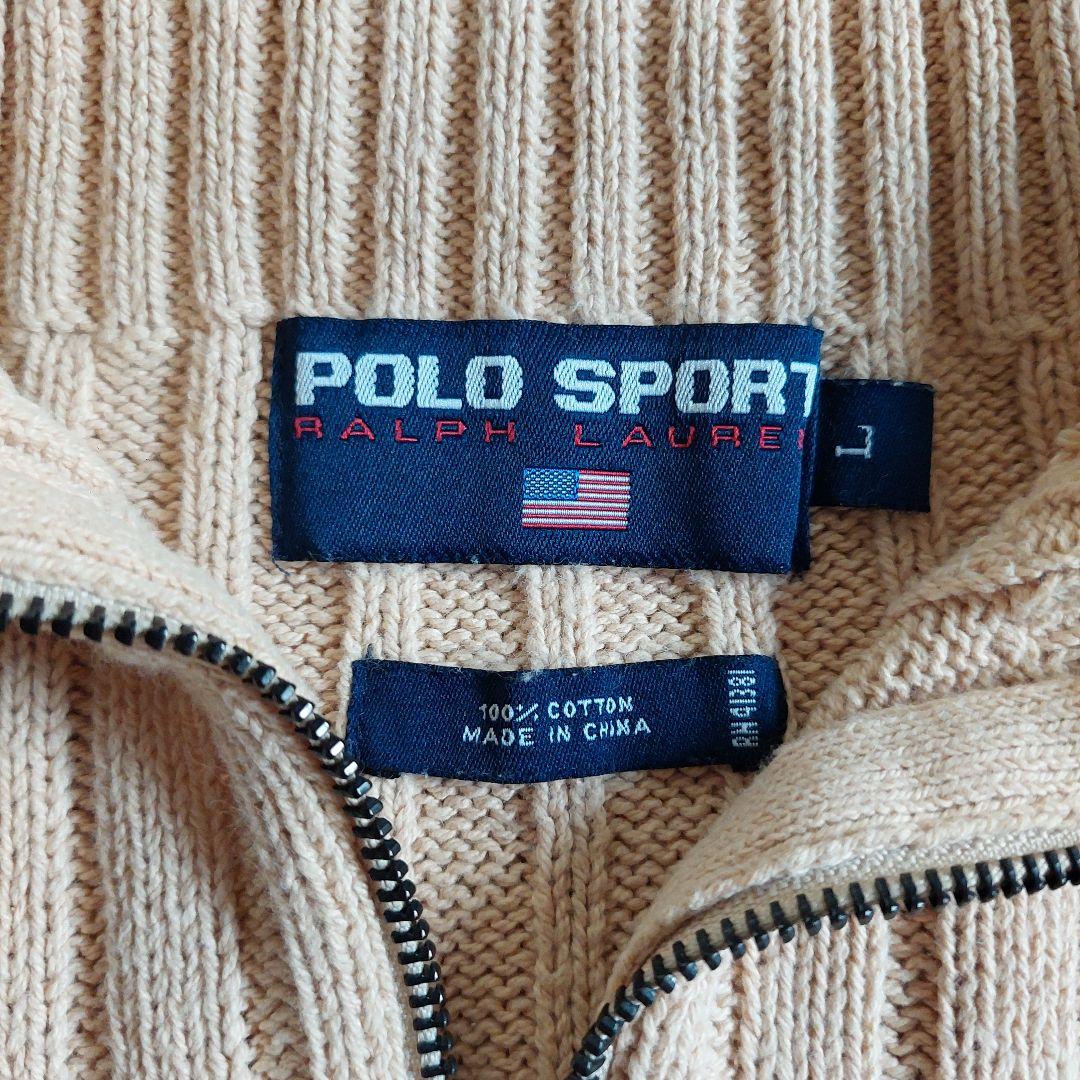 POLO SPORT
RALPH LAUREN
L
100% COTTON
MADE IN CHINA